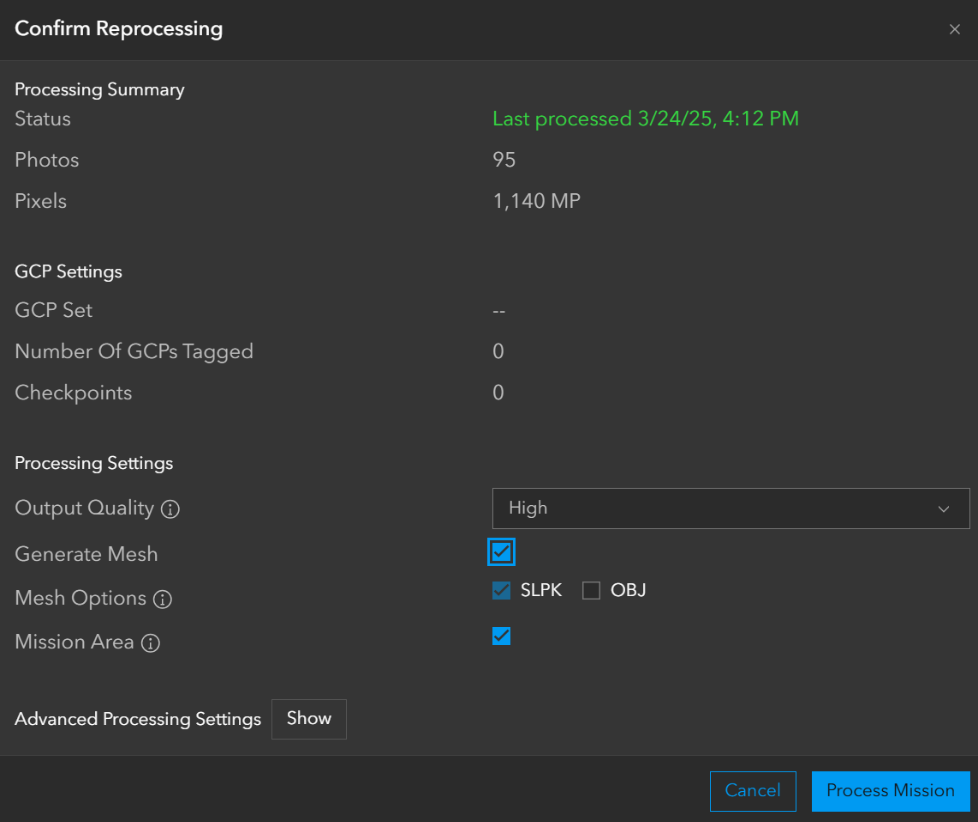 Confirm Reprocessing
Processing Summary
Status Last processed 3/24/25, 4:12 PM
Photos 95
Pixels 1,140 MP
GCP Settings
GCP Set --
Number Of GCPs Tagged 0
Checkpoints 0
Processing Settings
Output Quality High
Generate Mesh
Mesh Options SLPK OBJ
Mission Area
Advanced Processing Settings Show
Cancel Process Mission